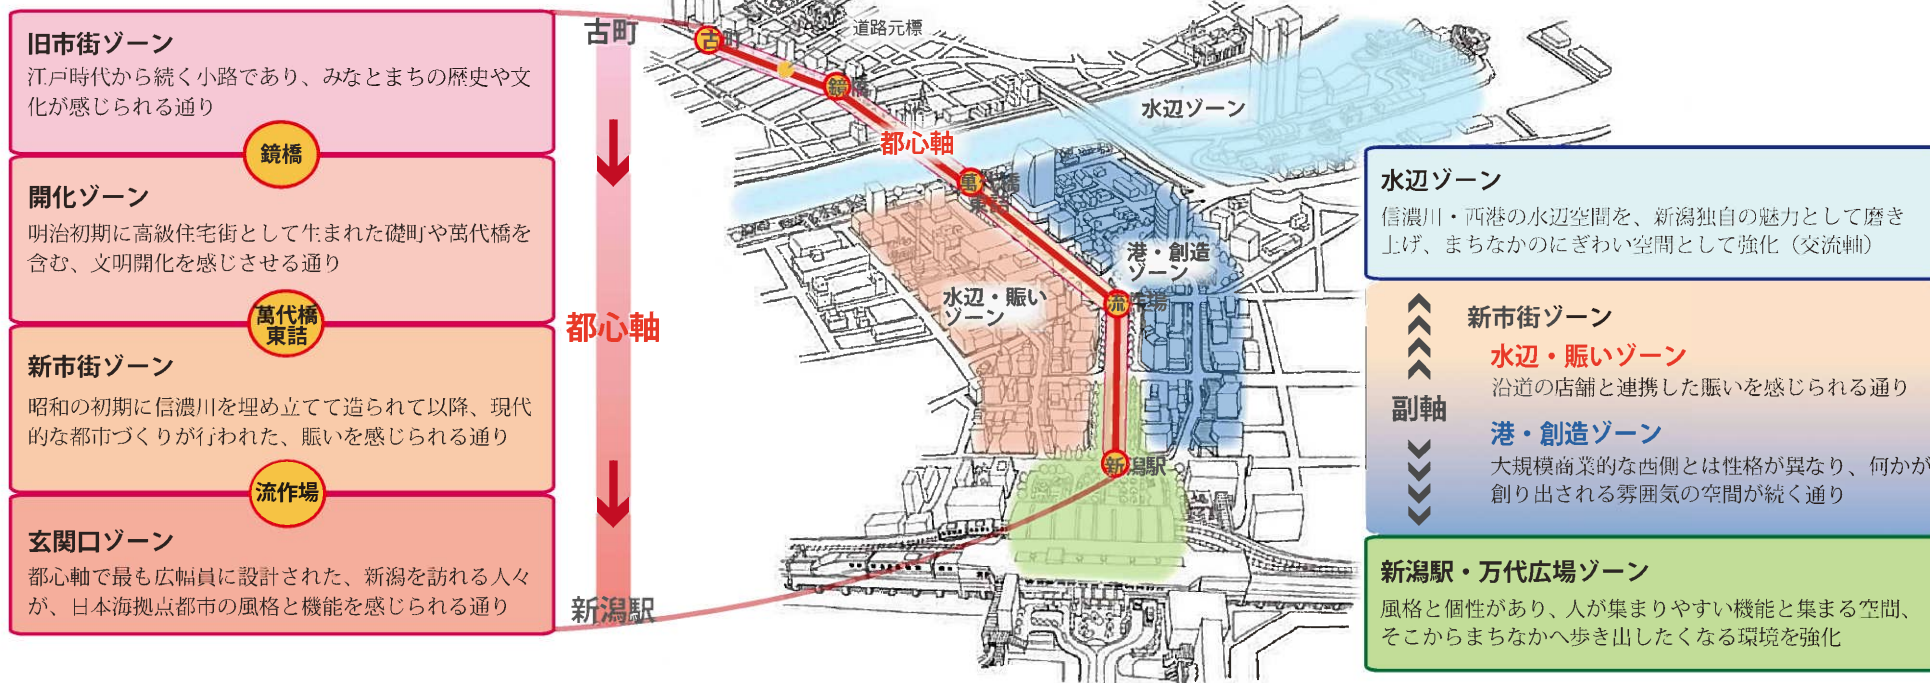 旧市街ゾーン
江戸時代から続く小路であり、みなとまちの歴史や文
化が感じられる通り
鏡橋
開化ゾーン
明治初期に高級住宅街として生まれた礎町や萬代橋を
含む、文明開化を感じさせる通り
萬代橋
東詰
新市街ゾーン
昭和の初期に信濃川を埋め立てて造られて以降、現代
的な都市づくりが行われた、賑いを感じられる通り
流作場
玄関口ゾーン
都心軸で最も広幅員に設計された、新潟を訪れる人々
が、日本海拠点都市の風格と機能を感じられる通り
古町
都心軸
新潟駅
古町
道路元標
鏡橋
都心軸
萬代橋
東詰
水辺ゾーン
港・創造
ゾーン
水辺・賑い
ゾーン
流作場
新潟駅
水辺ゾーン
信濃川・西港の水辺空間を、新潟独自の魅力として磨き
上げ、まちなかのにぎわい空間として強化（交流軸）
副軸
新市街ゾーン
水辺・賑いゾーン
沿道の店舗と連携した賑いを感じられる通り
港・創造ゾーン
大規模商業的な西側とは性格が異なり、何かが
創り出される雰囲気の空間が続く通り
新潟駅・万代広場ゾーン
風格と個性があり、人が集まりやすい機能と集まる空間、
そこからまちなかへ歩き出したくなる環境を強化